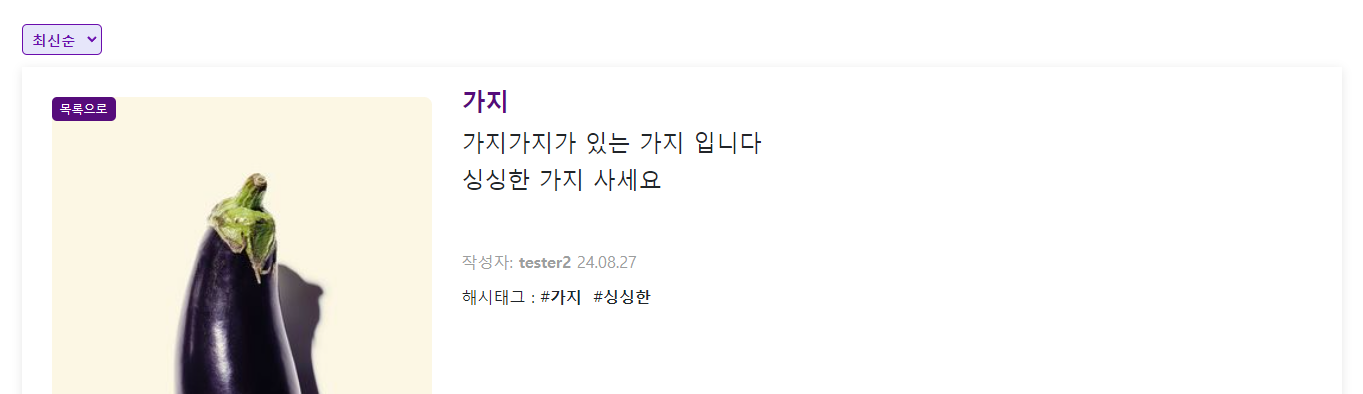 최신순
목록으로
가지
가지가지가 있는 가지 입니다
싱싱한 가지 사세요
작성자: tester2 24.08.27
해시태그 : #가지 #싱싱한